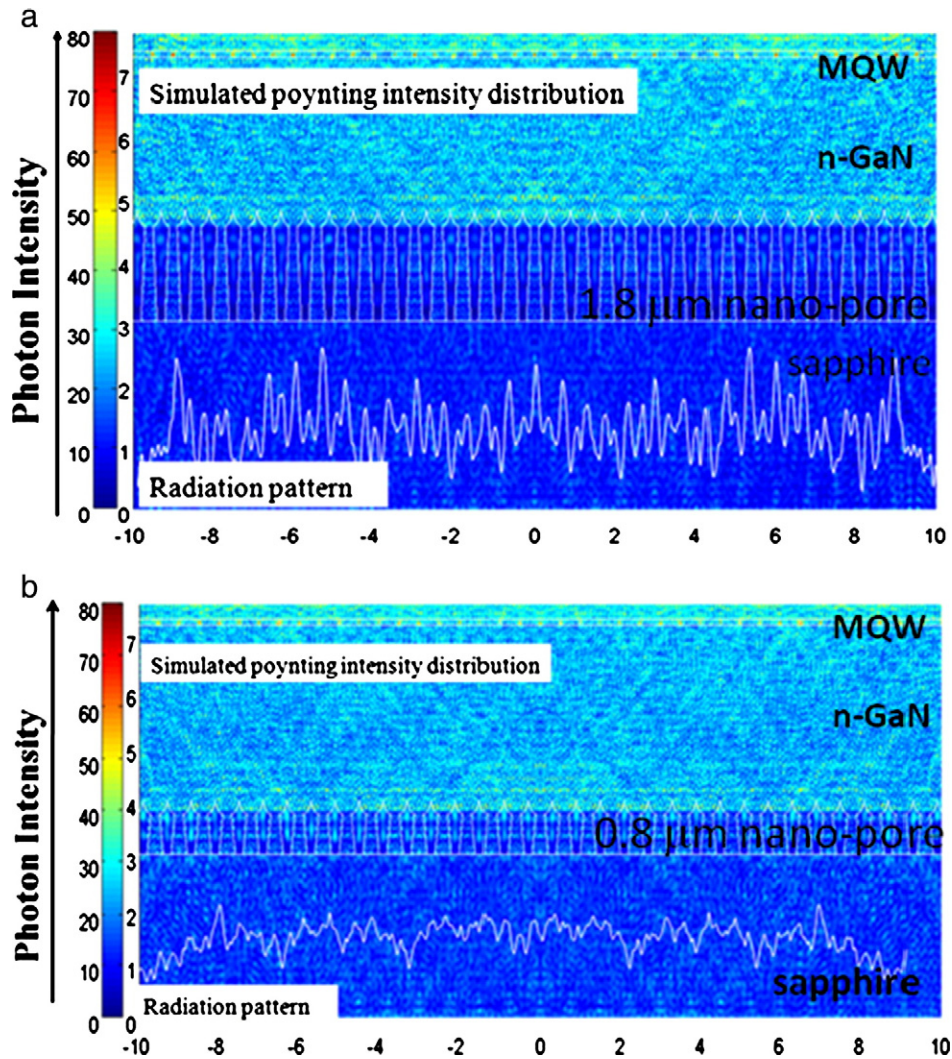 a
Photon Intensity
80
70
60
50
40
30
20
10
0
7
6
5
4
3
2
1
0
MQW
Simulated poynting intensity distribution
n-GaN
1.8 μm nano-pore
sapphire
Radiation pattern
-10 -8 -6 -4 -2 0 2 4 6 8 10
b
Photon Intensity
80
70
60
50
40
30
20
10
0
7
6
5
4
3
2
1
0
MQW
Simulated poynting intensity distribution
n-GaN
0.8 μm nano-pore
sapphire
Radiation pattern
-10 -8 -6 -4 -2 0 2 4 6 8 10